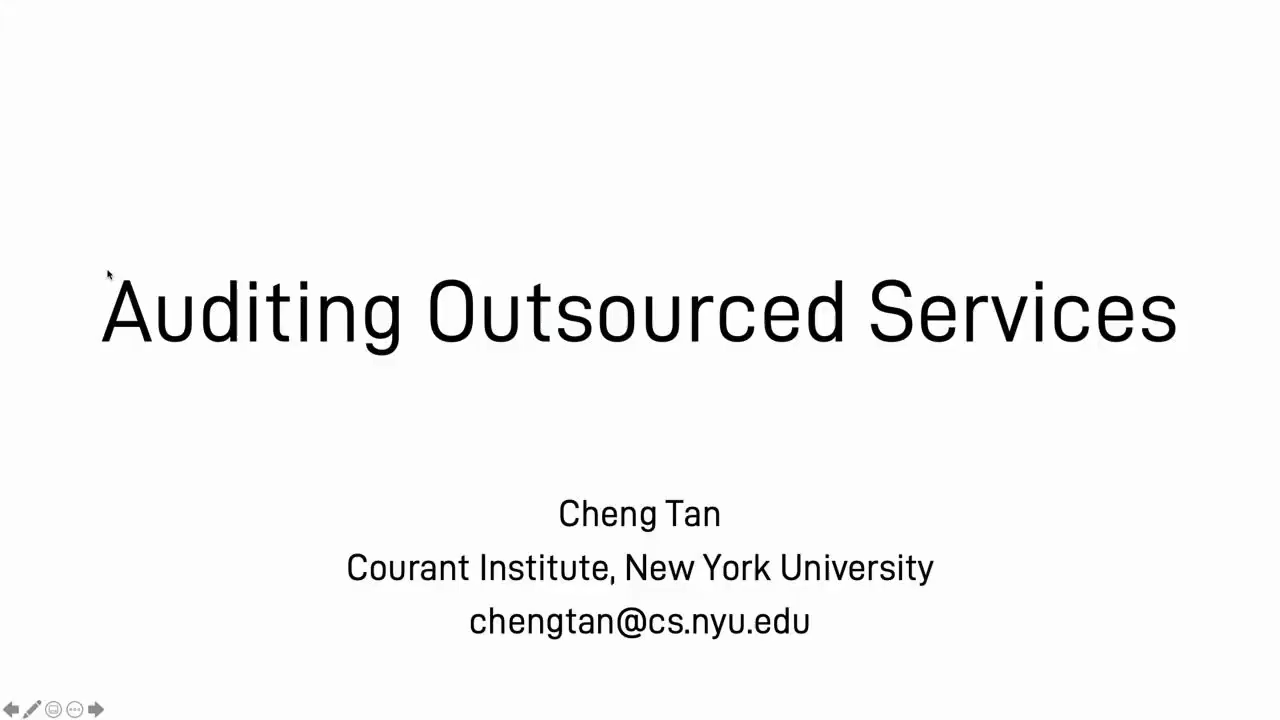 Auditing Outsourced Services
Cheng Tan
Courant Institute, New York University
chengtan@cs.nyu.edu